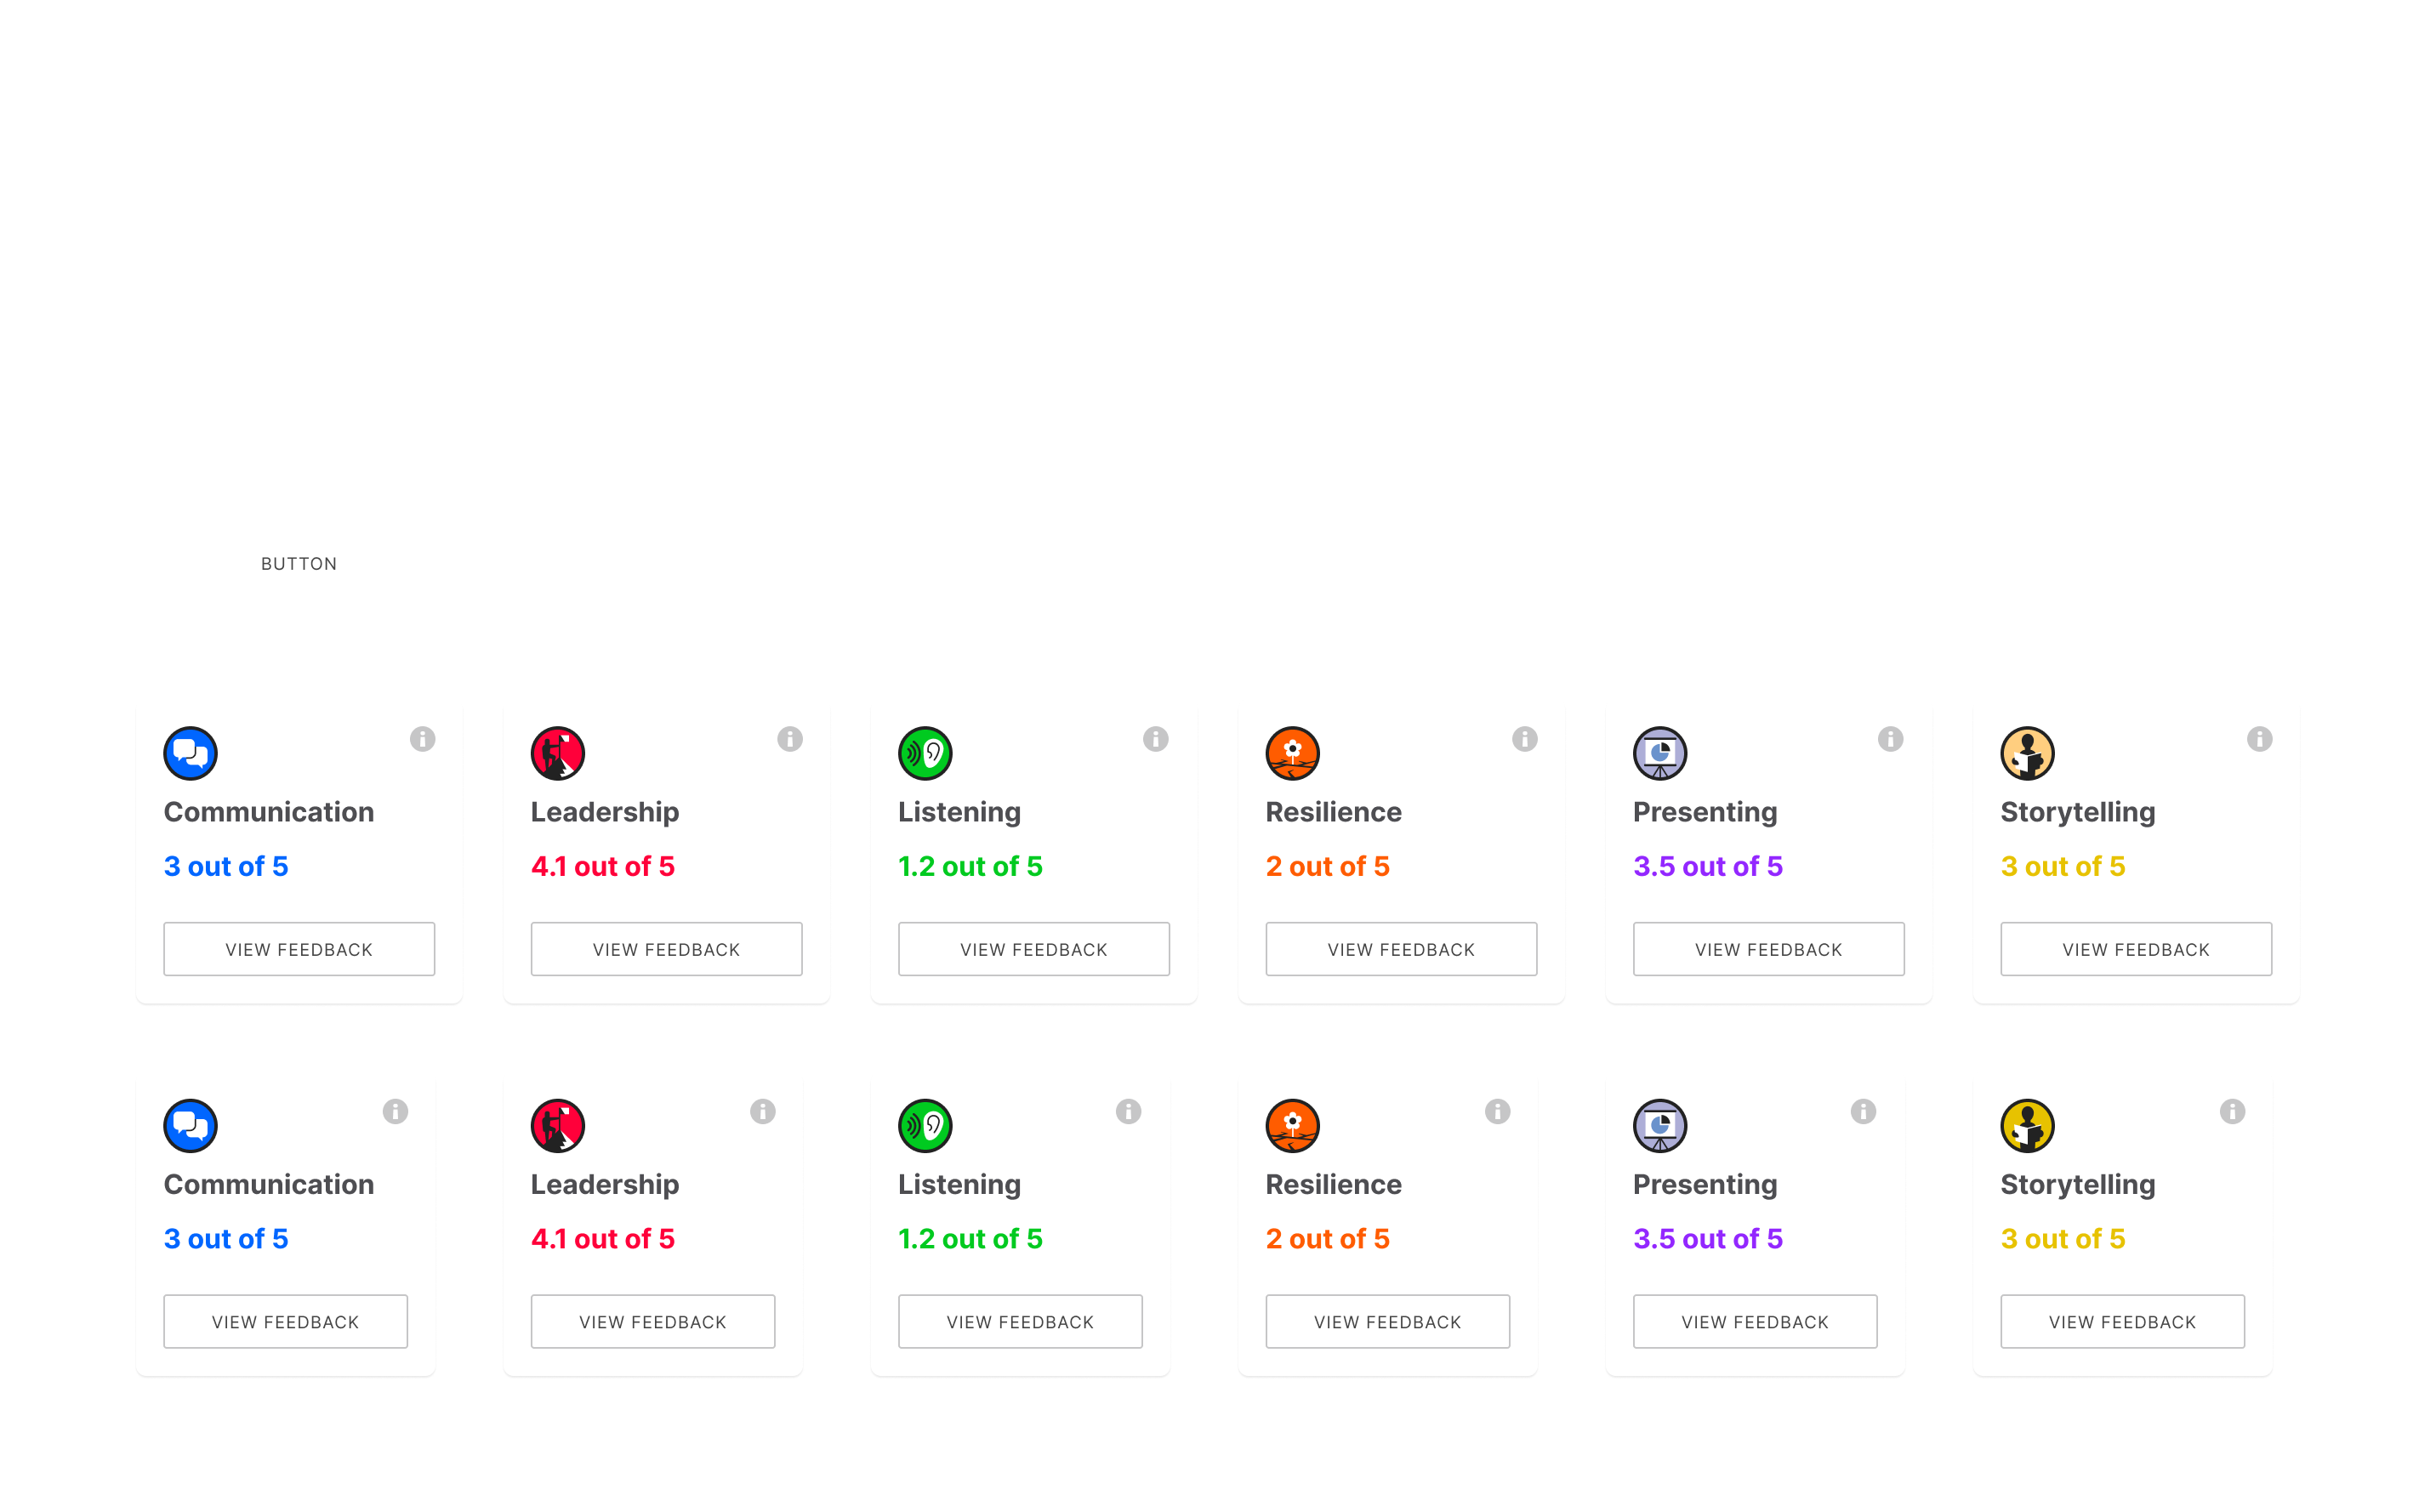 BUTTON
Communication
3 out of 5
VIEW FEEDBACK
Leadership
4.1 out of 5
VIEW FEEDBACK
Listening
1.2 out of 5
VIEW FEEDBACK
Resilience
2 out of 5
VIEW FEEDBACK
Presenting
3.5 out of 5
VIEW FEEDBACK
Storytelling
3 out of 5
VIEW FEEDBACK
Communication
3 out of 5
VIEW FEEDBACK
Leadership
4.1 out of 5
VIEW FEEDBACK
Listening
1.2 out of 5
VIEW FEEDBACK
Resilience
2 out of 5
VIEW FEEDBACK
Presenting
3.5 out of 5
VIEW FEEDBACK
Storytelling
3 out of 5
VIEW FEEDBACK